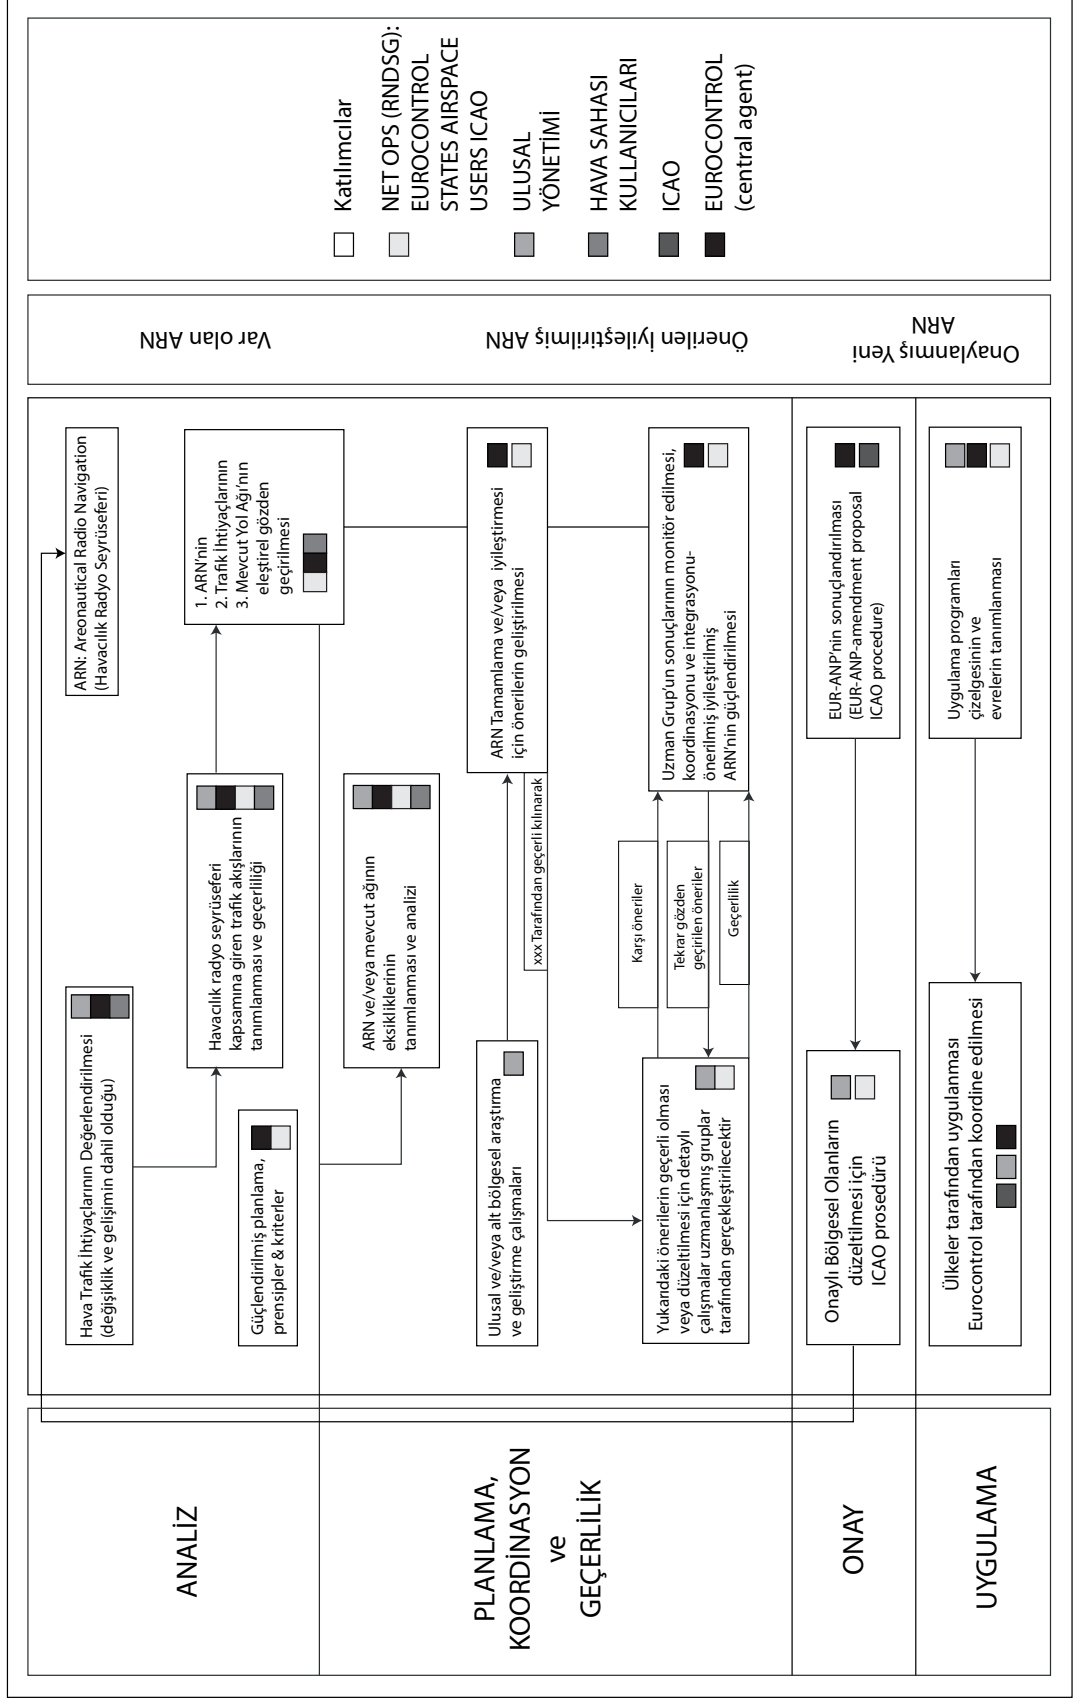 ANALİZ
PLANLAMA,
KOORDİNASYON
ve
GEÇERLİLİK
ONAY
UYGULAMA
Hava Trafik İhtiyaçlarının Değerlendirilmesi
(değişiklik ve gelişimin dahil olduğu)
ARN: Areonautical Radio Navigation
(Havacılık Radyo Seyrüseferi)
Havacılık radyo seyrüseferi
kapsamına giren trafik akışlarının
tanımlanması ve geçerliliği
1. ARN'nin
2. Trafik İhtiyaçlarının
3. Mevcut Yol Ağı'nın
eleştirel gözden
geçirilmesi
Güçlendirilmiş planlama,
prensipler & kriterler
ARN ve/veya mevcut ağının
eksikliklerinin
tanımlanması ve analizi
Ulusal ve/veya alt bölgesel araştırma
ve geliştirme çalışmaları
ARN Tamamlama ve/veya iyileştirmesi
için önerilerin geliştirilmesi
xxx Tarafından geçerli kılınarak
Yukarıdaki önerilerin geçerli olması
veya düzeltilmesi için detaylı
çalışmalar uzmanlaşmış gruplar
tarafından gerçekleştirilecektir
Karşı öneriler
Tekrar gözden
geçirilen öneriler
Geçerlilik
Uzman Grup'un sonuçlarının monitör edilmesi,
koordinasyonu ve integrasyonu-
önerilmiş iyileştirilmiş
ARN'nin güçlendirilmesi
Onaylı Bölgesel Olanların
düzeltilmesi için
ICAO prosedürü
EUR-ANP'nin sonuçlandırılması
(EUR-ANP-amendment proposal
ICAO procedure)
Ülkeler tarafından uygulanması
Eurocontrol tarafından koordine edilmesi
Uygulama programları
çizelgesinin ve
evrelerin tanımlanması
Var olan ARN
Önerilen İyileştirilmiş ARN
Onaylanmış Yeni
ARN
Katılımcılar
NET OPS (RNDSG):
EUROCONTROL
STATES AIRSPACE
USERS ICAO
ULUSAL
YÖNETİMİ
HAVA SAHASI
KULLANICILARI
ICAO
EUROCONTROL
(central agent)